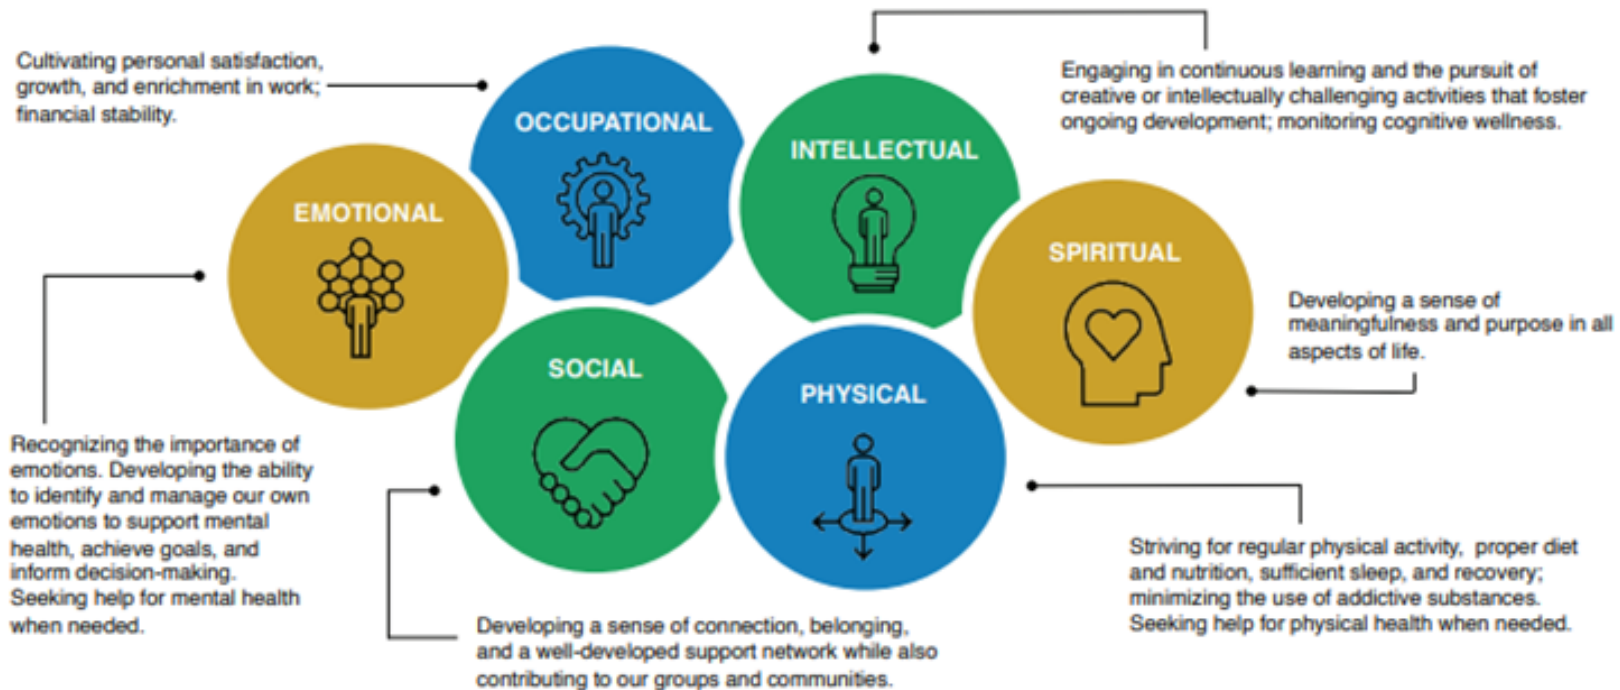 Cultivating personal satisfaction,
growth, and enrichment in work;
financial stability.
OCCUPATIONAL
INTELLECTUAL
Engaging in continuous learning and the pursuit of
creative or intellectually challenging activities that foster
ongoing development; monitoring cognitive wellness.
EMOTIONAL
SPIRITUAL
Developing a sense of
meaningfulness and purpose in all
aspects of life.
SOCIAL
PHYSICAL
Recognizing the importance of
emotions. Developing the ability
to identify and manage our own
emotions to support mental
health, achieve goals, and
inform decision-making.
Seeking help for mental health
when needed.
Developing a sense of connection, belonging,
and a well-developed support network while also
contributing to our groups and communities.
Striving for regular physical activity, proper diet
and nutrition, sufficient sleep, and recovery;
minimizing the use of addictive substances.
Seeking help for physical health when needed.